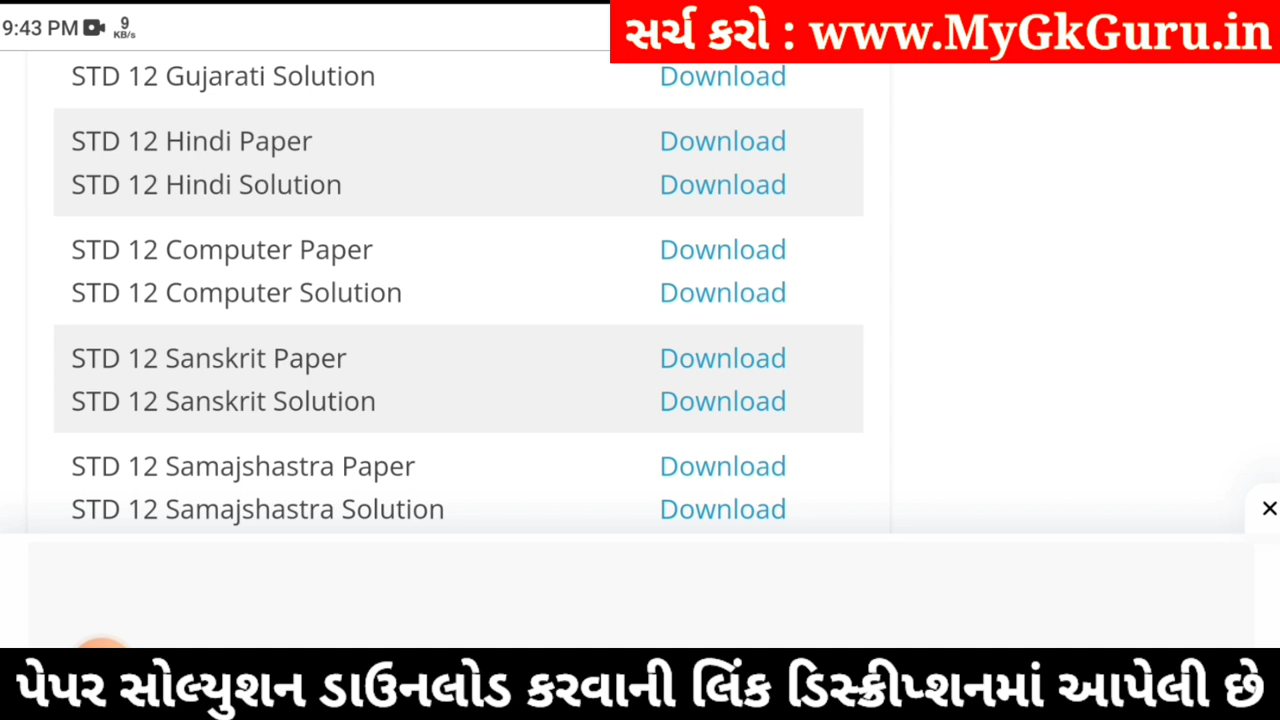 9:43 PM 9 KB/s
સર્ચ કરો : www.MyGkGuru.in
STD 12 Gujarati Solution Download
STD 12 Hindi Paper Download
STD 12 Hindi Solution Download
STD 12 Computer Paper Download
STD 12 Computer Solution Download
STD 12 Sanskrit Paper Download
STD 12 Sanskrit Solution Download
STD 12 Samajshastra Paper Download
STD 12 Samajshastra Solution Download
પેપર સોલ્યુશન ડાઉનલોડ કરવાની લિંક ડિસ્ક્રીપ્શનમાં આપેલી છે